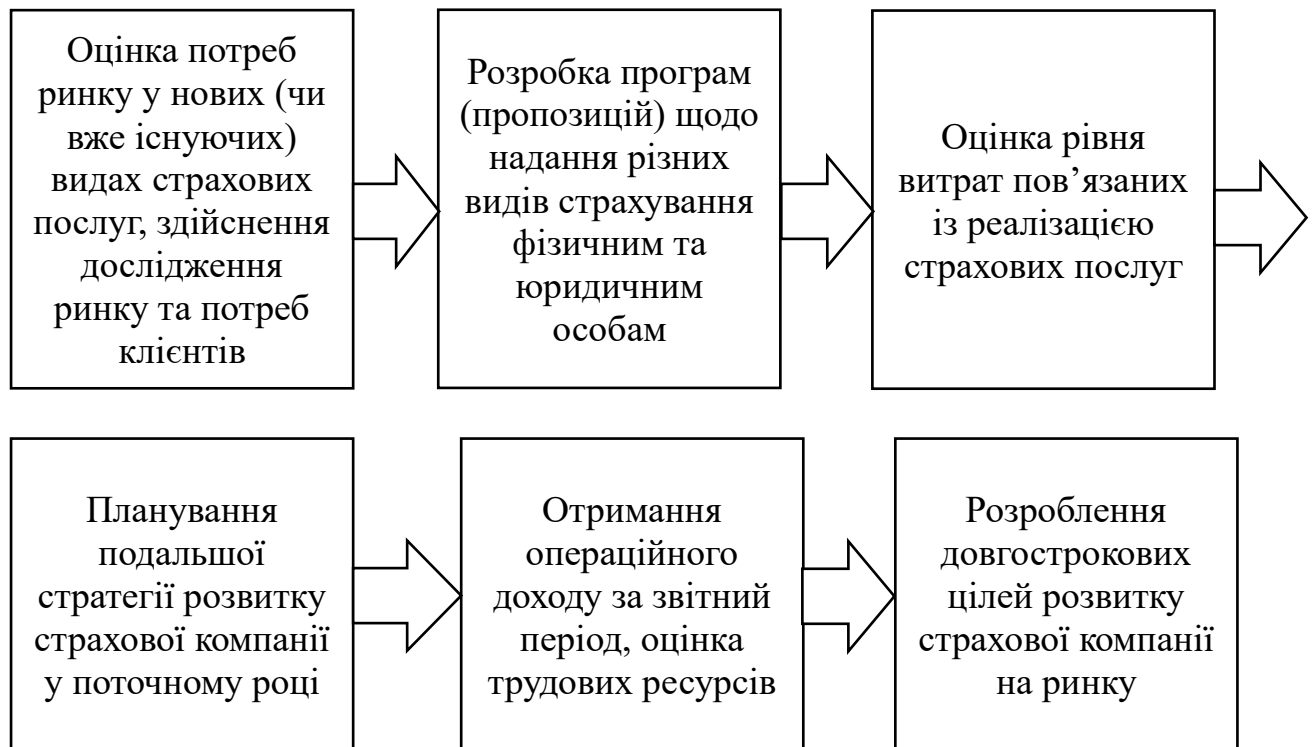 Оцінка потреб
ринку у нових (чи
вже існуючих)
видах страхових
послуг, здійснення
дослідження
ринку та потреб
клієнтів
Розробка програм
(пропозицій) щодо
надання різних
видів страхування
фізичним та
юридичним
особам
Оцінка рівня
витрат пов’язаних
із реалізацією
страхових послуг
Планування
подальшої
стратегії розвитку
страхової компанії
у поточному році
Отримання
операційного
доходу за звітний
період, оцінка
трудових ресурсів
Розроблення
довгострокових
цілей розвитку
страхової компанії
на ринку